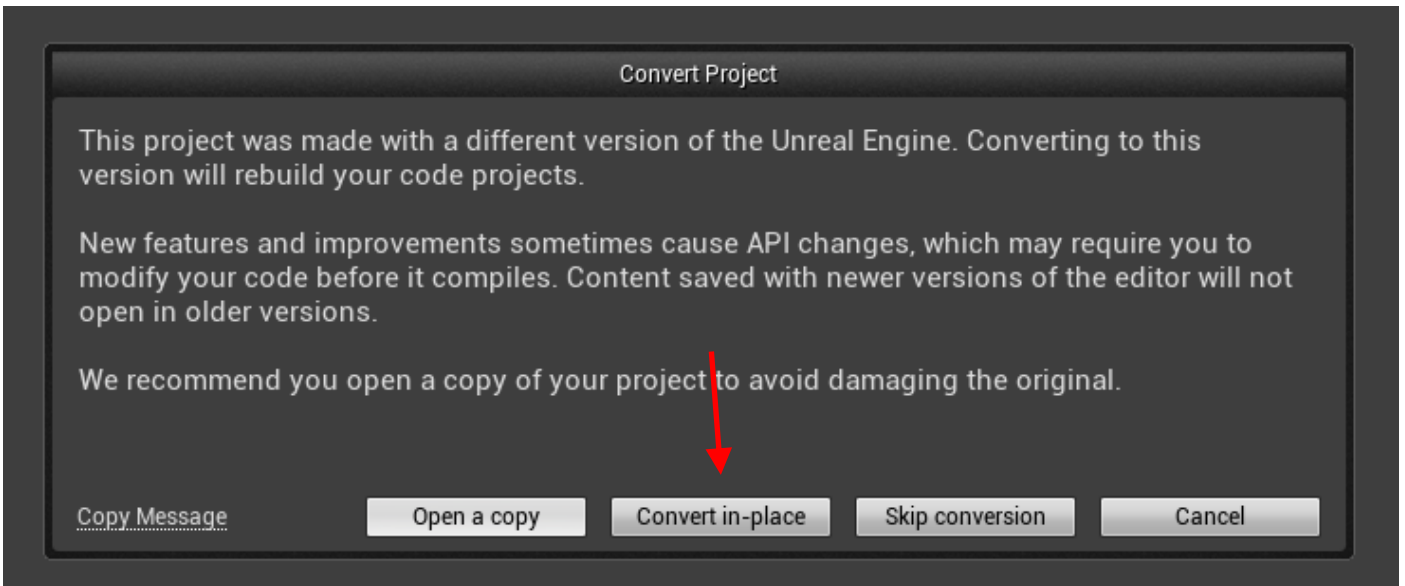 Convert Project
This project was made with a different version of the Unreal Engine. Converting to this
version will rebuild your code projects.
New features and improvements sometimes cause API changes, which may require you to
modify your code before it compiles. Content saved with newer versions of the editor will not
open in older versions.
We recommend you open a copy of your project to avoid damaging the original.
Copy Message Open a copy Convert in-place Skip conversion Cancel